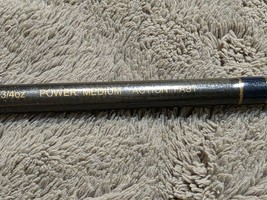 3/4oz POWER MEDIUM ACTION FAST